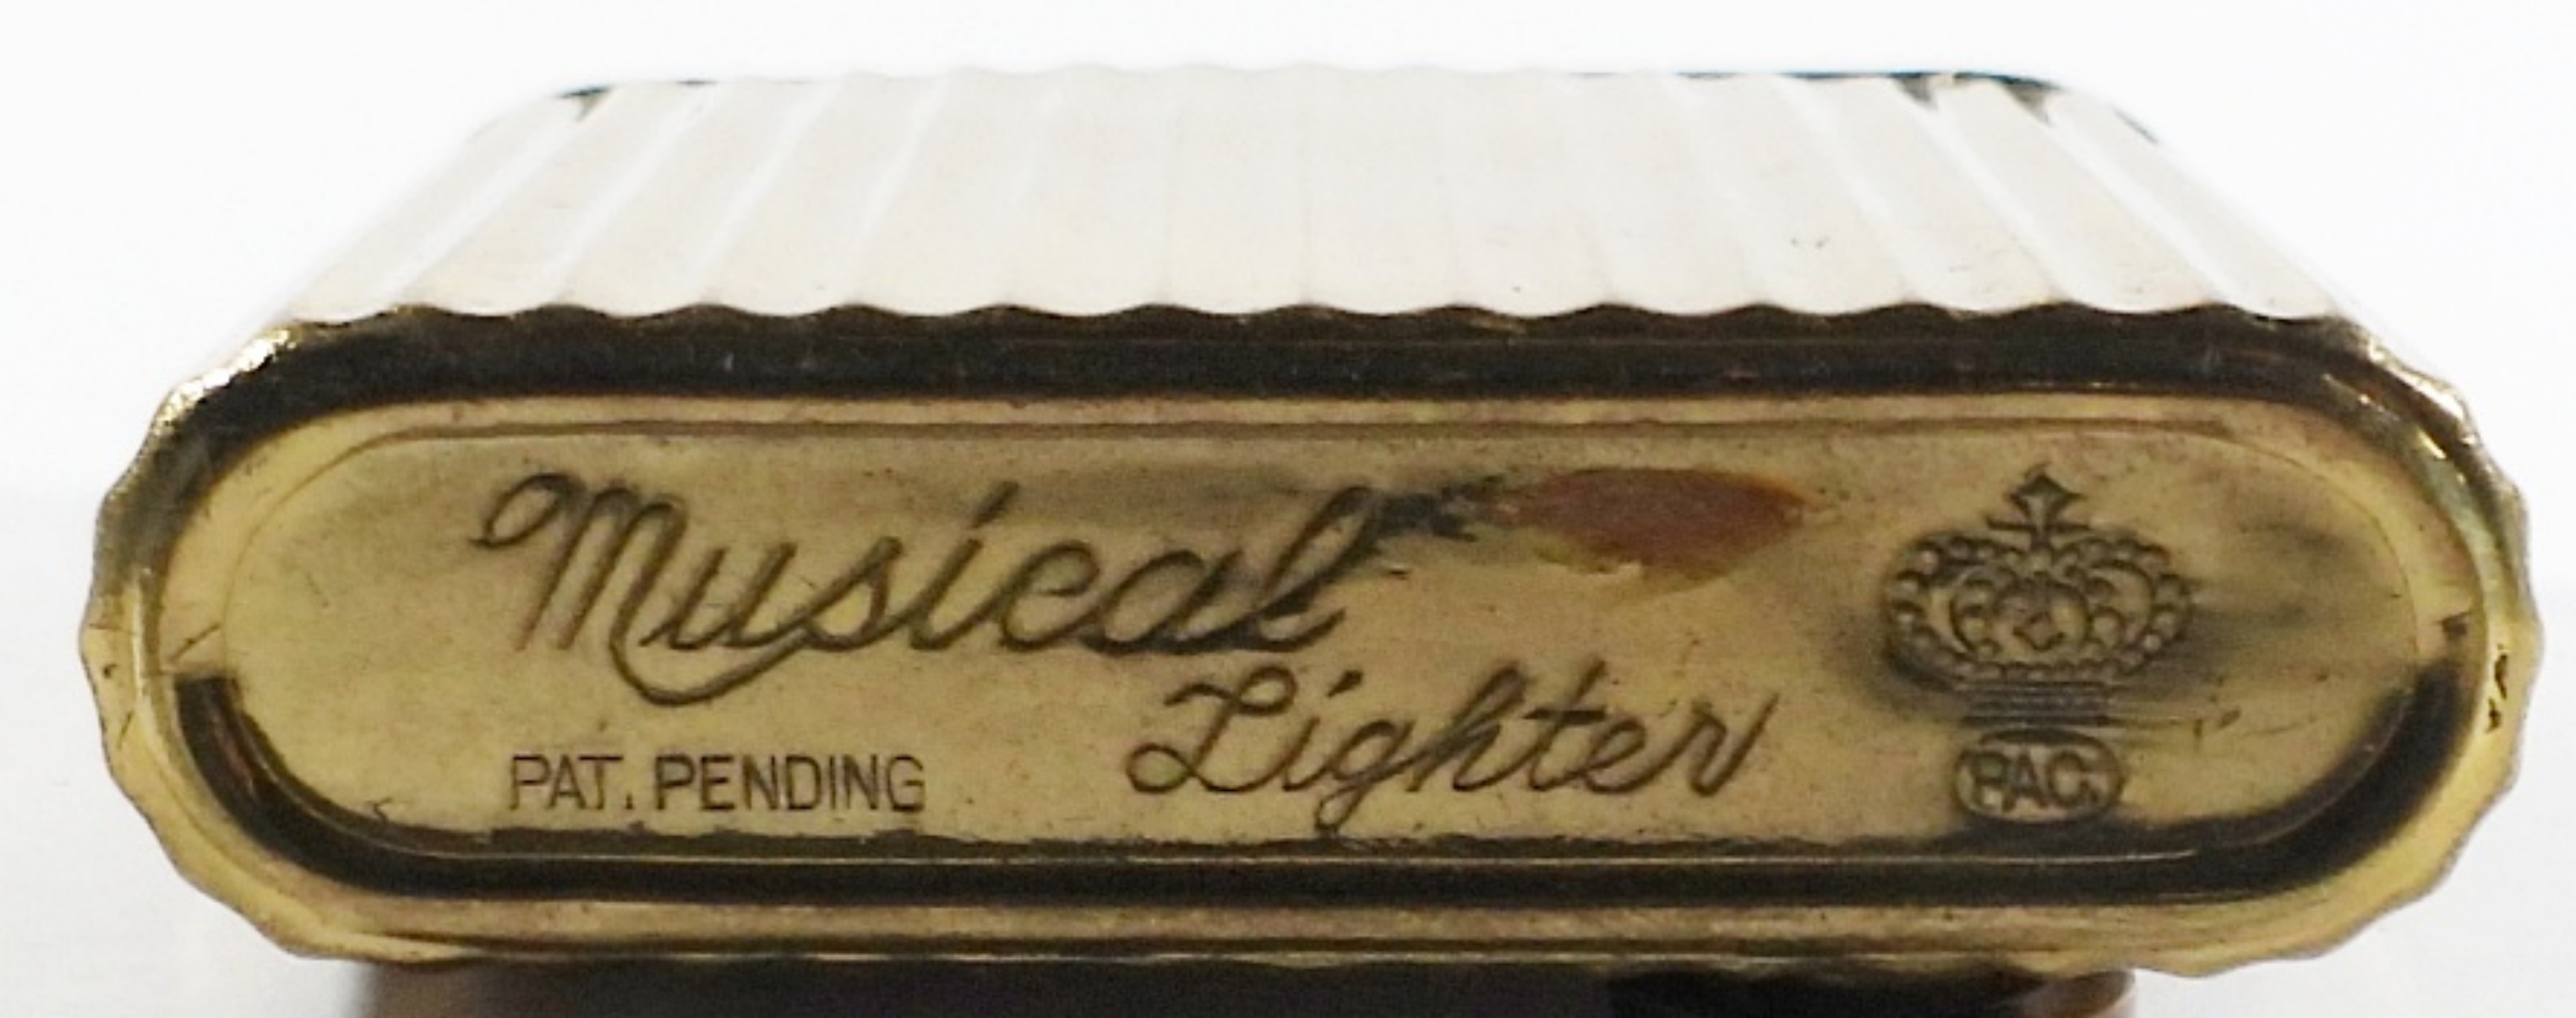 Musical
Lighter
PAT. PENDING
PAC.